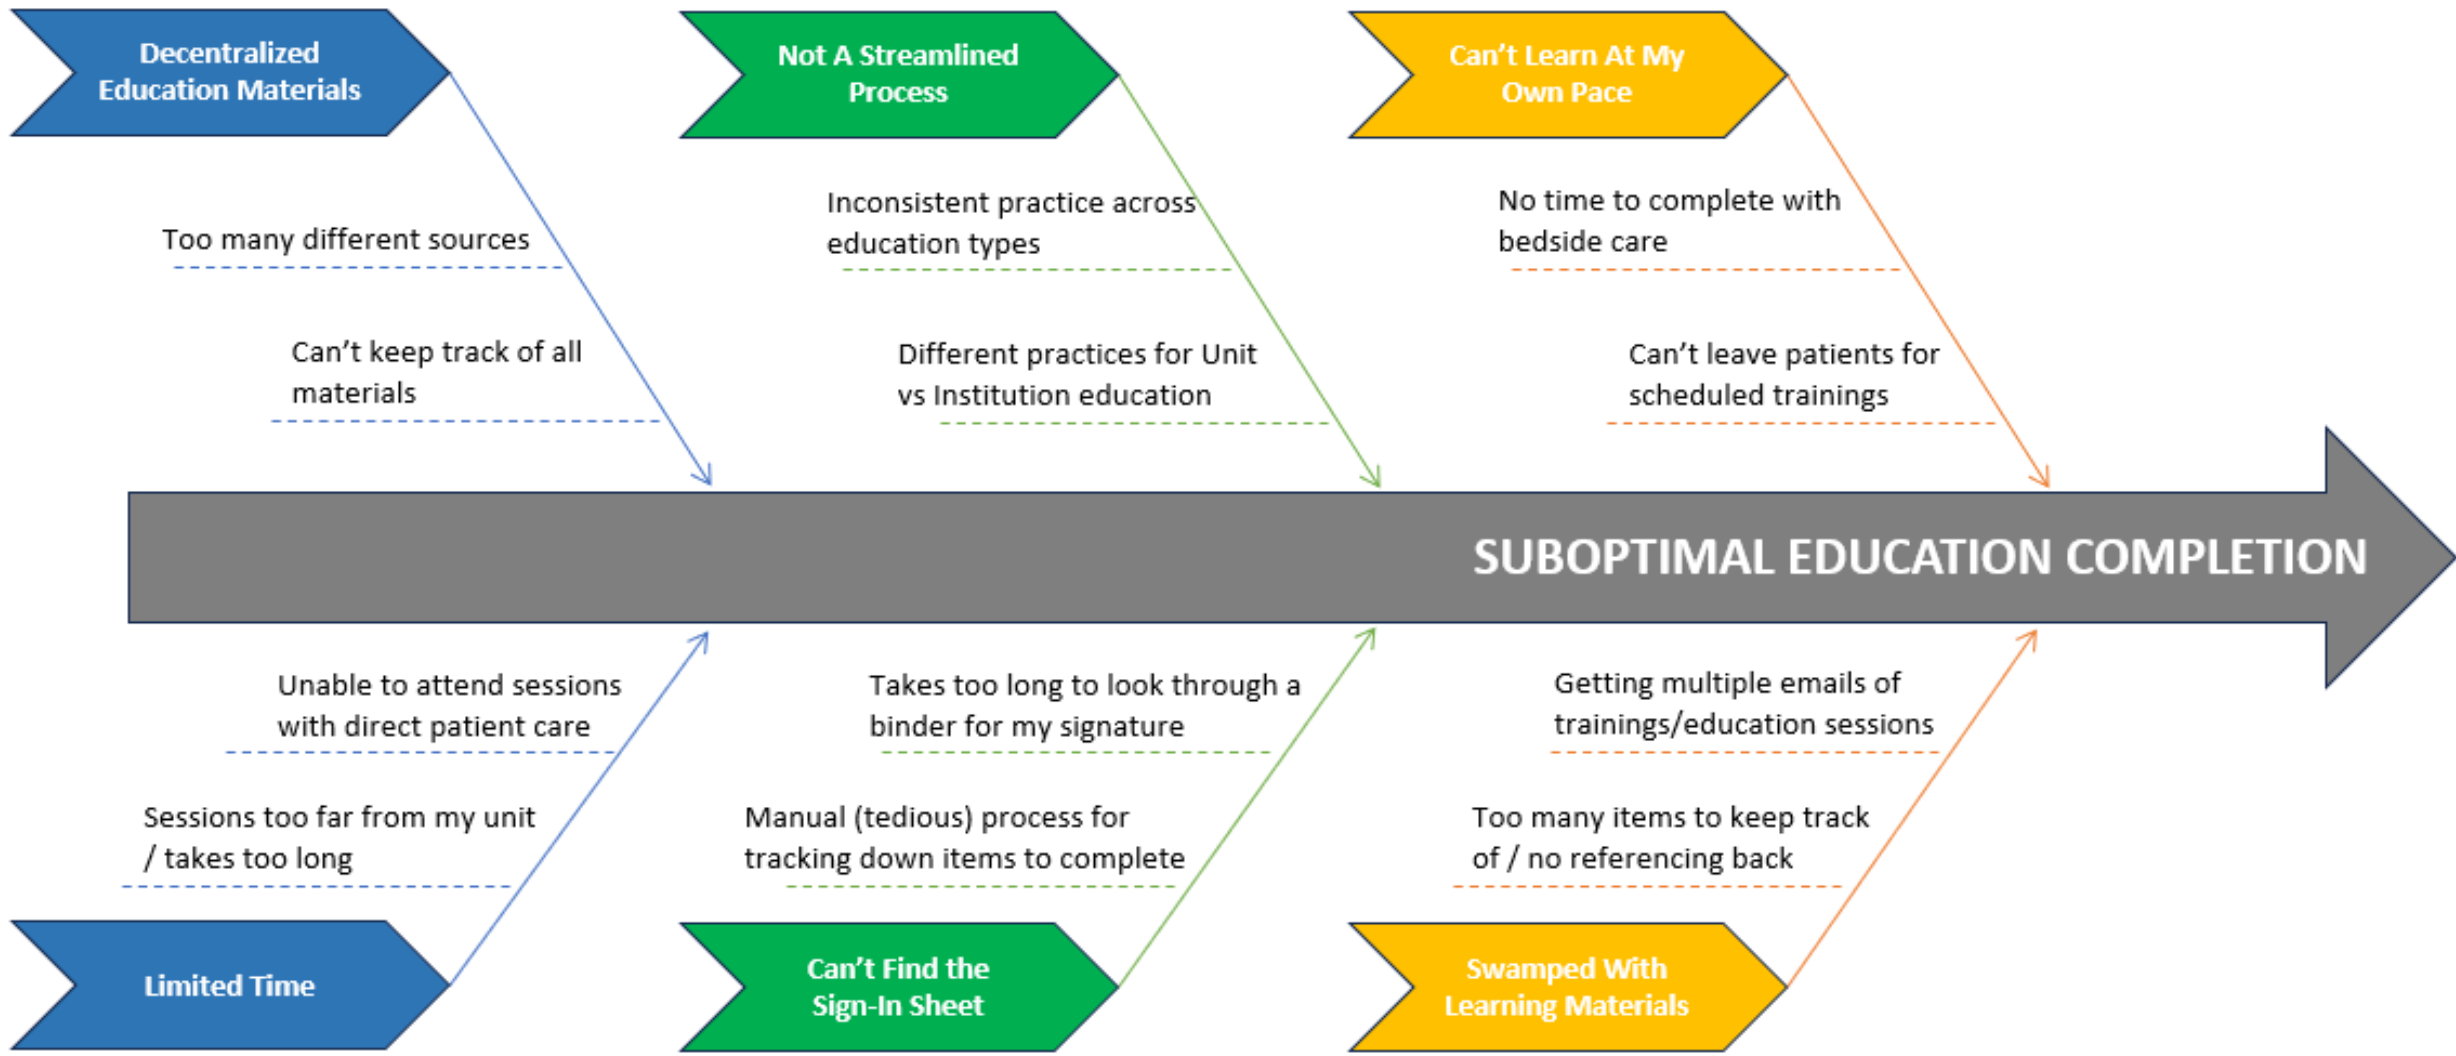 Decentralized
Education Materials
Not A Streamlined
Process
Can’t Learn At My
Own Pace
Too many different sources
Can’t keep track of all
materials
Inconsistent practice across
education types
Different practices for Unit
vs Institution education
No time to complete with
bedside care
Can’t leave patients for
scheduled trainings
SUBOPTIMAL EDUCATION COMPLETION
Unable to attend sessions
with direct patient care
Sessions too far from my unit
/ takes too long
Takes too long to look through a
binder for my signature
Manual (tedious) process for
tracking down items to complete
Getting multiple emails of
trainings/education sessions
Too many items to keep track
of / no referencing back
Limited Time
Can’t Find the
Sign-In Sheet
Swamped With
Learning Materials